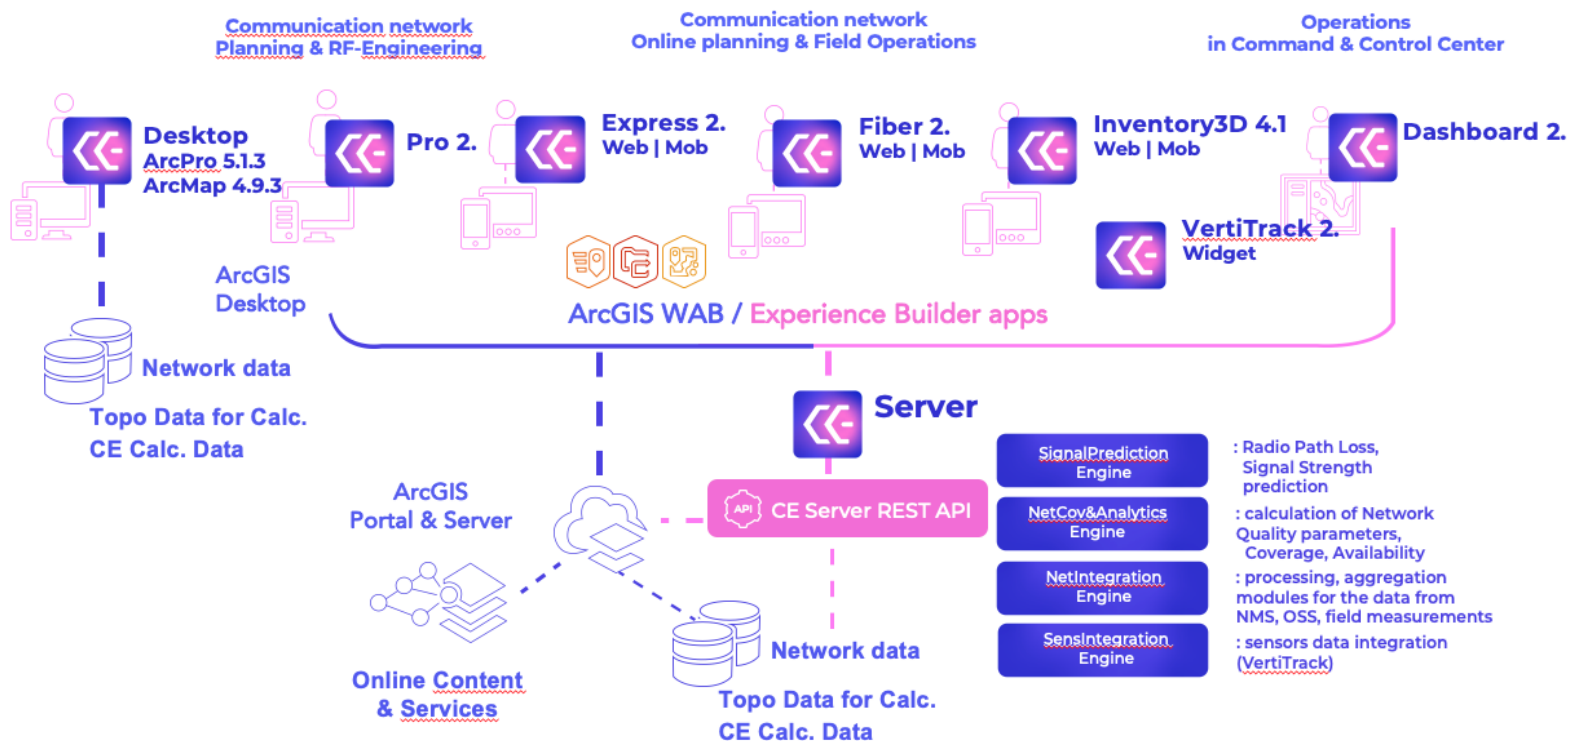 Communication network
Planning & RF-Engineering
Communication network
Online planning & Field Operations
Operations
in Command & Control Center
Desktop
ArcPro 5.1.3
ArcMap 4.9.3
Pro 2.
Express 2.
Web | Mob
Fiber 2.
Web | Mob
Inventory3D 4.1
Web | Mob
Dashboard 2.
VertiTrack 2.
Widget
ArcGIS
Desktop
ArcGIS WAB / Experience Builder apps
Network data
Topo Data for Calc.
CE Calc. Data
Server
ArcGIS
Portal & Server
API
CE Server REST API
SignalPrediction
Engine
: Radio Path Loss,
Signal Strength
prediction
NetCov&Analytics
Engine
: calculation of Network
Quality parameters,
Coverage, Availability
NetIntegration
Engine
: processing, aggregation
modules for the data from
NMS, OSS, field measurements
SensIntegration
Engine
: sensors data integration
(VertiTrack)
Online Content
& Services
Network data
Topo Data for Calc.
CE Calc. Data